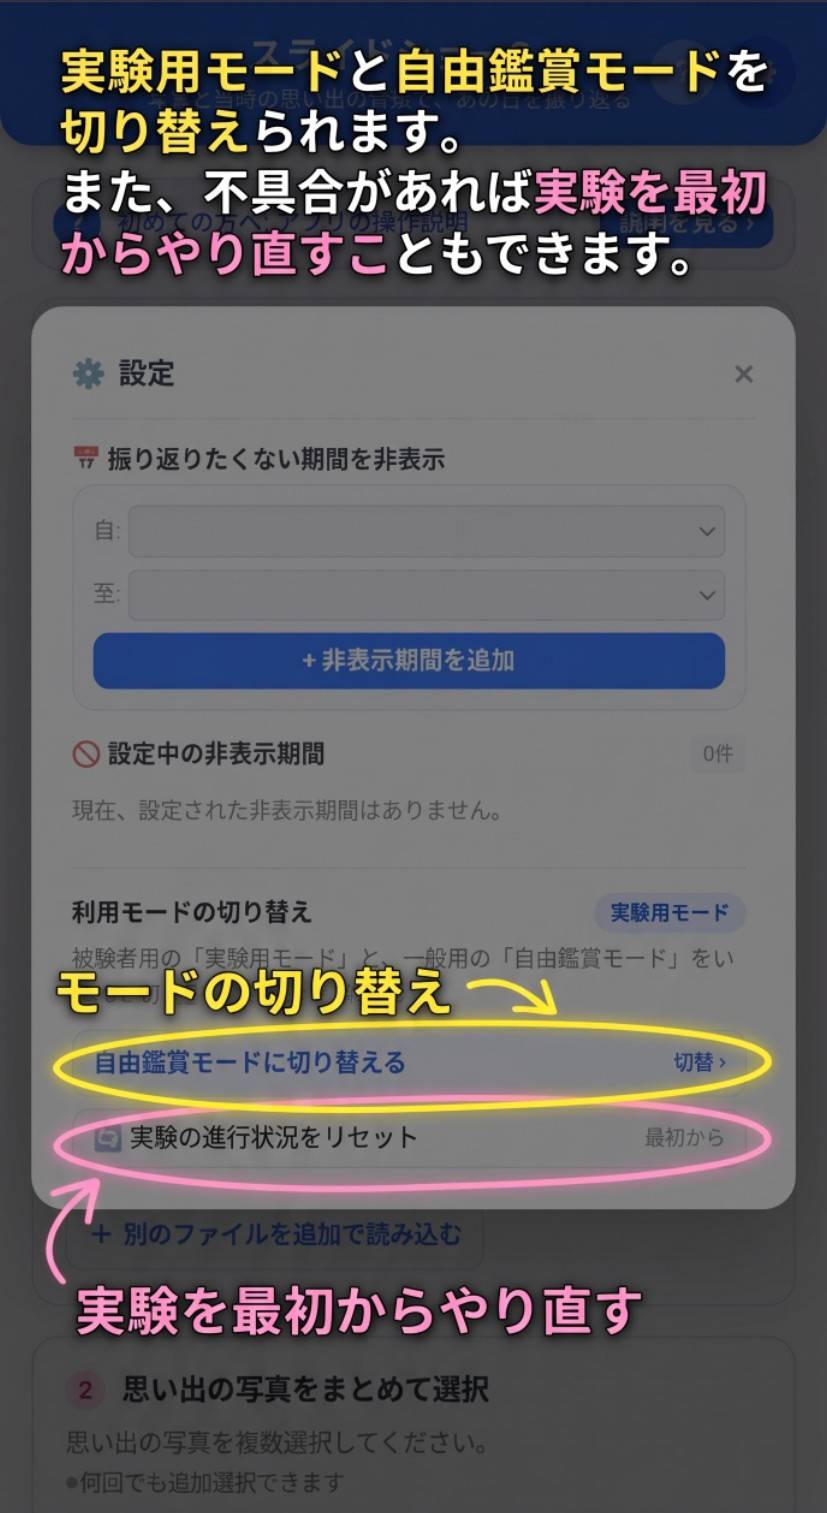 実験用モードと自由鑑賞モードを
切り替えられます。
また、不具合があれば実験を最初
からやり直すこともできます。
設定
×
17
振り返りたくない期間を非表示
自:
至:
+ 非表示期間を追加
設定中の非表示期間
0件
現在、設定された非表示期間はありません。
利用モードの切り替え
実験用モード
被験者用の「実験用モード」と、一般用の「自由鑑賞モード」をい
モードの切り替え
自由鑑賞モードに切り替える
切替 ›
実験の進行状況をリセット
最初から
+ 別のファイルを追加で読み込む
実験を最初からやり直す
2 思い出の写真をまとめて選択
思い出の写真を複数選択してください。
●何回でも追加選択できます